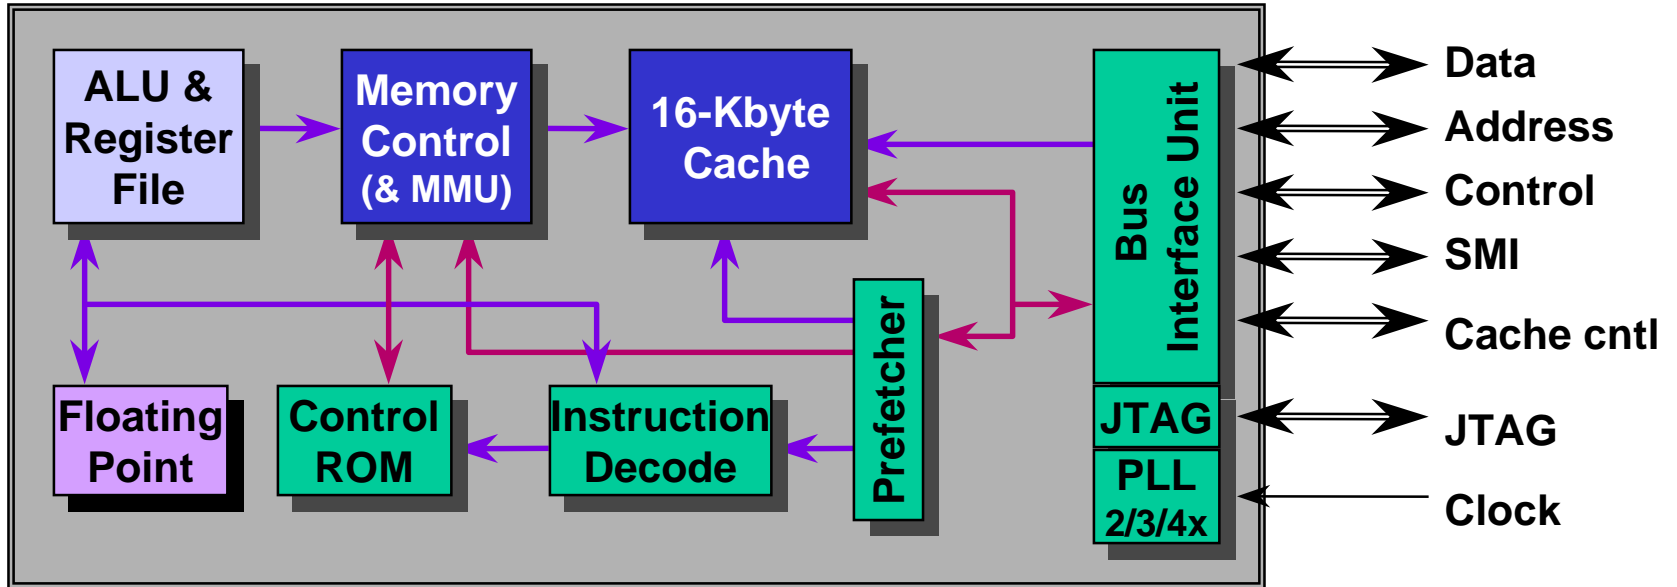 ALU &
Register
File
Memory
Control
(& MMU)
16-Kbyte
Cache
Bus
Interface Unit
Data
Address
Control
SMI
Cache cntl
JTAG
Clock
Floating
Point
Control
ROM
Instruction
Decode
Prefetcher
JTAG
PLL
2/3/4x